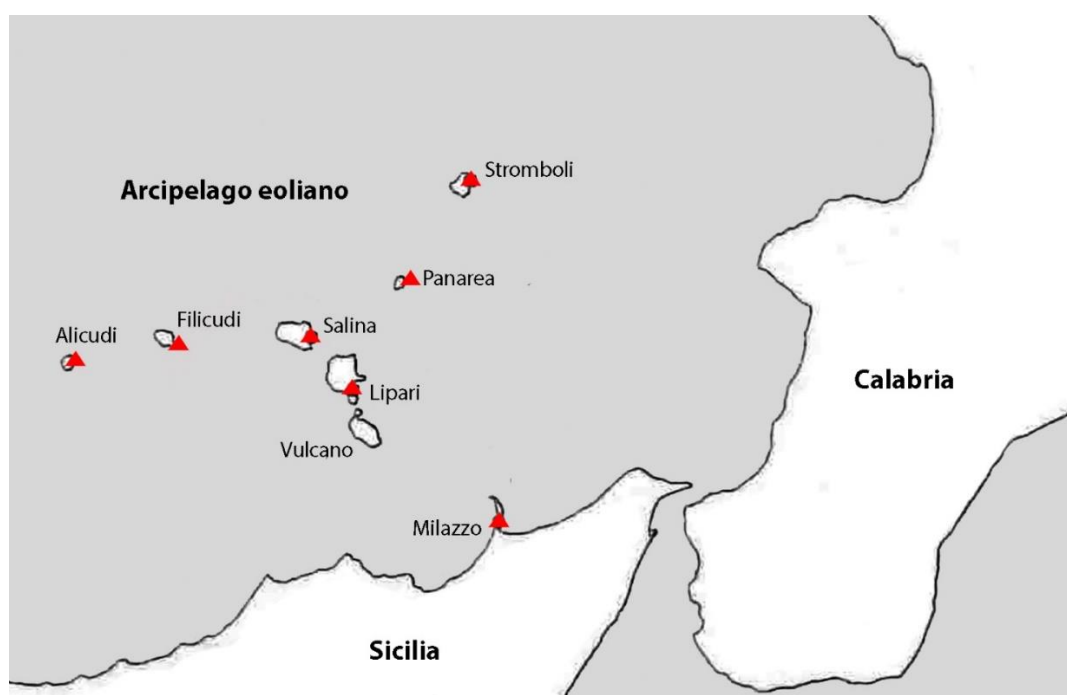 Stromboli
Arcipelago eoliano
Panarea
Filicudi
Salina
Alicudi
Calabria
Lipari
Vulcano
Milazzo
Sicilia